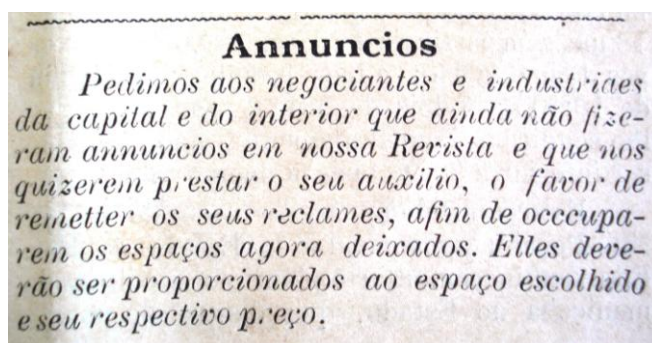 Annuncios
Pedimos aos negociantes e industriaes
da capital e do interior que ainda não fize-
ram annuncios em nossa Revista e que nos
quizerem prestar o seu auxilio, o favor de
remetter os seus reclames, afim de occcupa-
rem os espaços agora deixados. Elles deve-
rão ser proporcionados ao espaço escolhido
e seu respectivo preço.